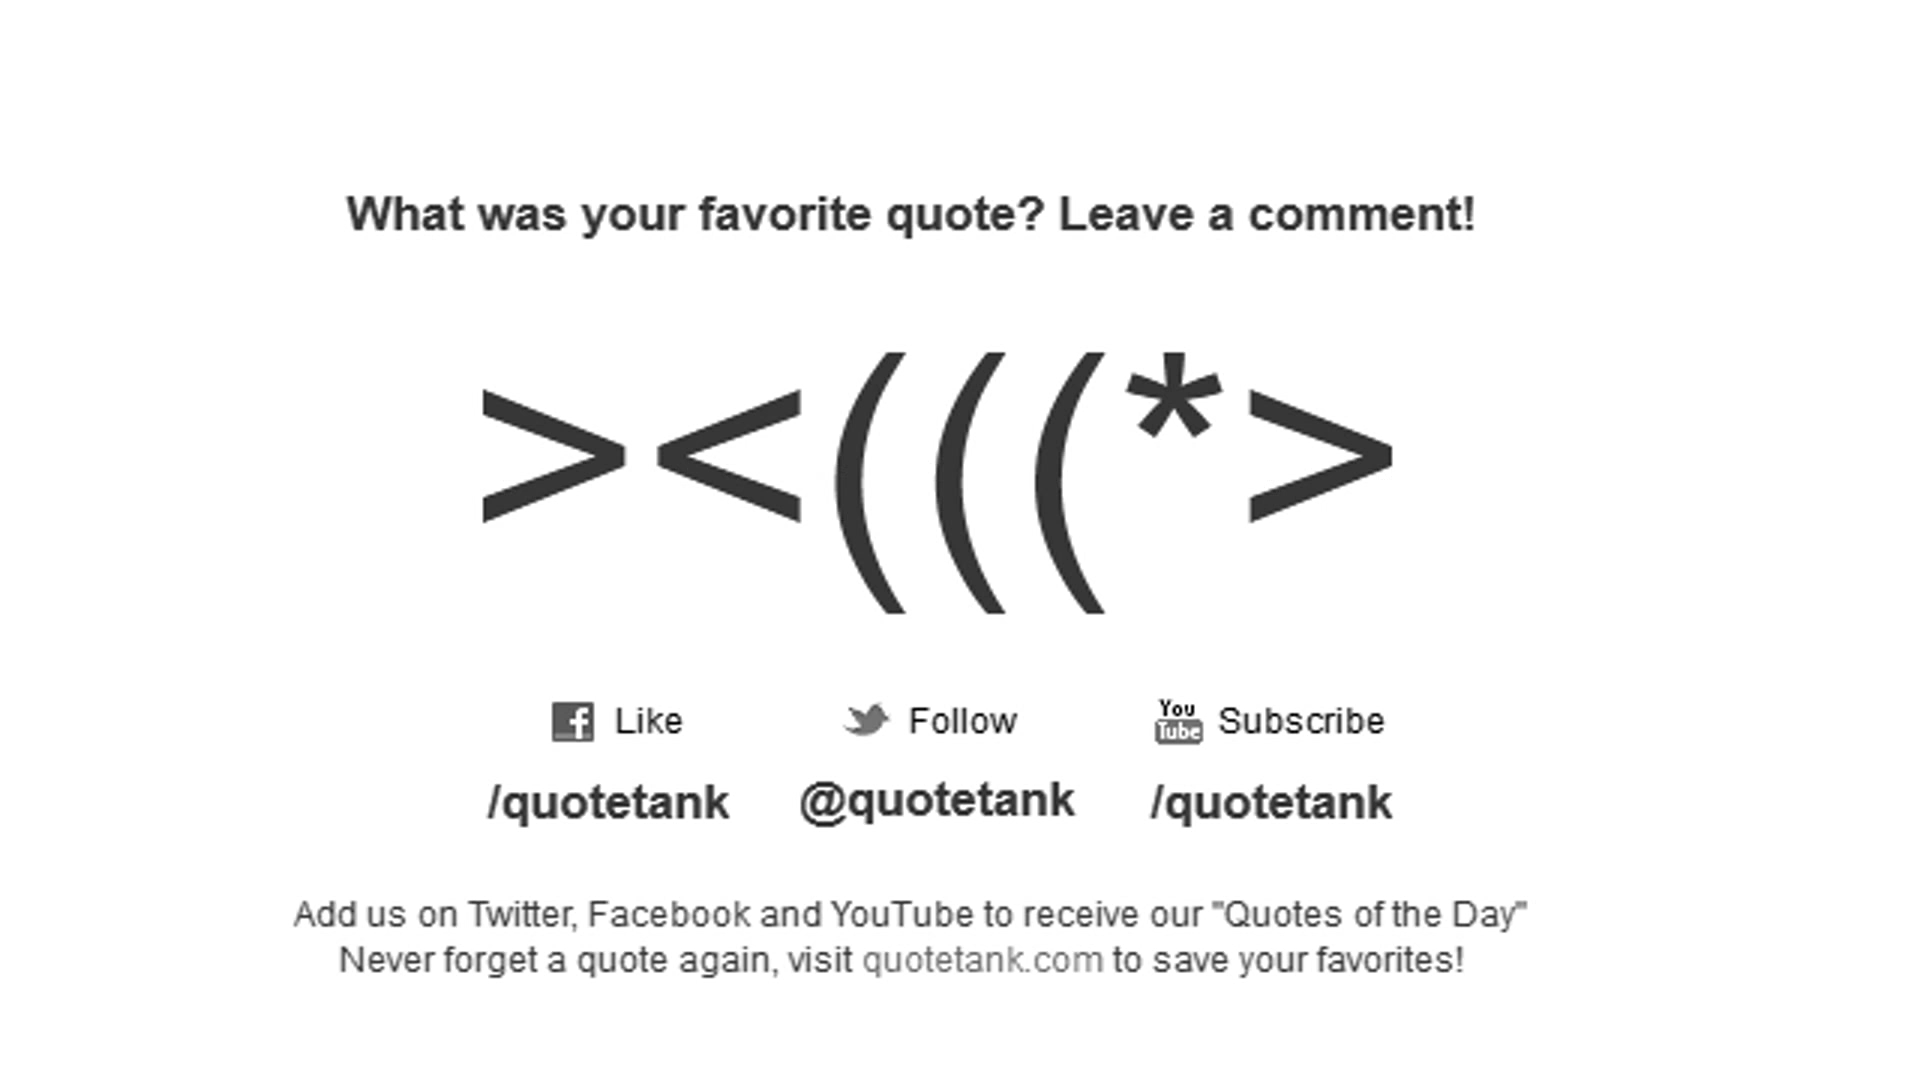 What was your favorite quote? Leave a comment!
><(((*>
f Like Follow You Tube Subscribe
/quotetank @quotetank /quotetank
Add us on Twitter, Facebook and YouTube to receive our "Quotes of the Day"
Never forget a quote again, visit quotetank.com to save your favorites!